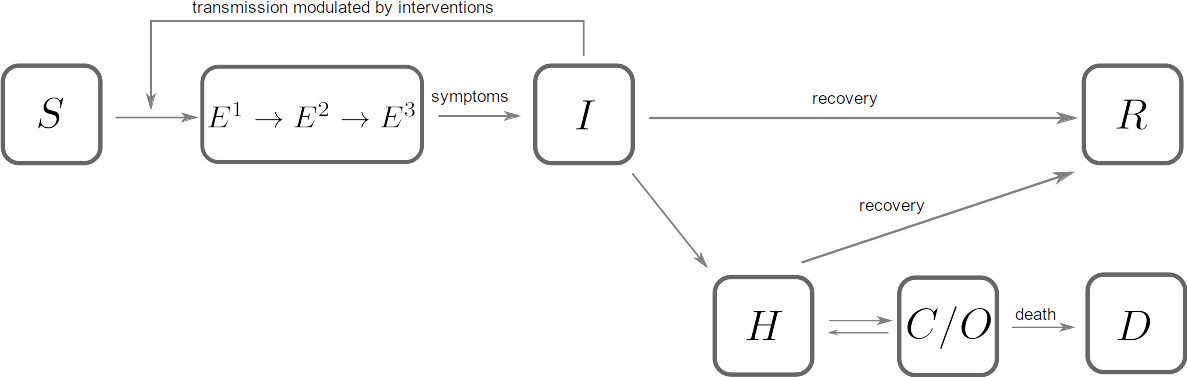 transmission modulated by interventions
S
E¹ → E² → E³
symptoms
I
recovery
R
recovery
H
C/O
death
D